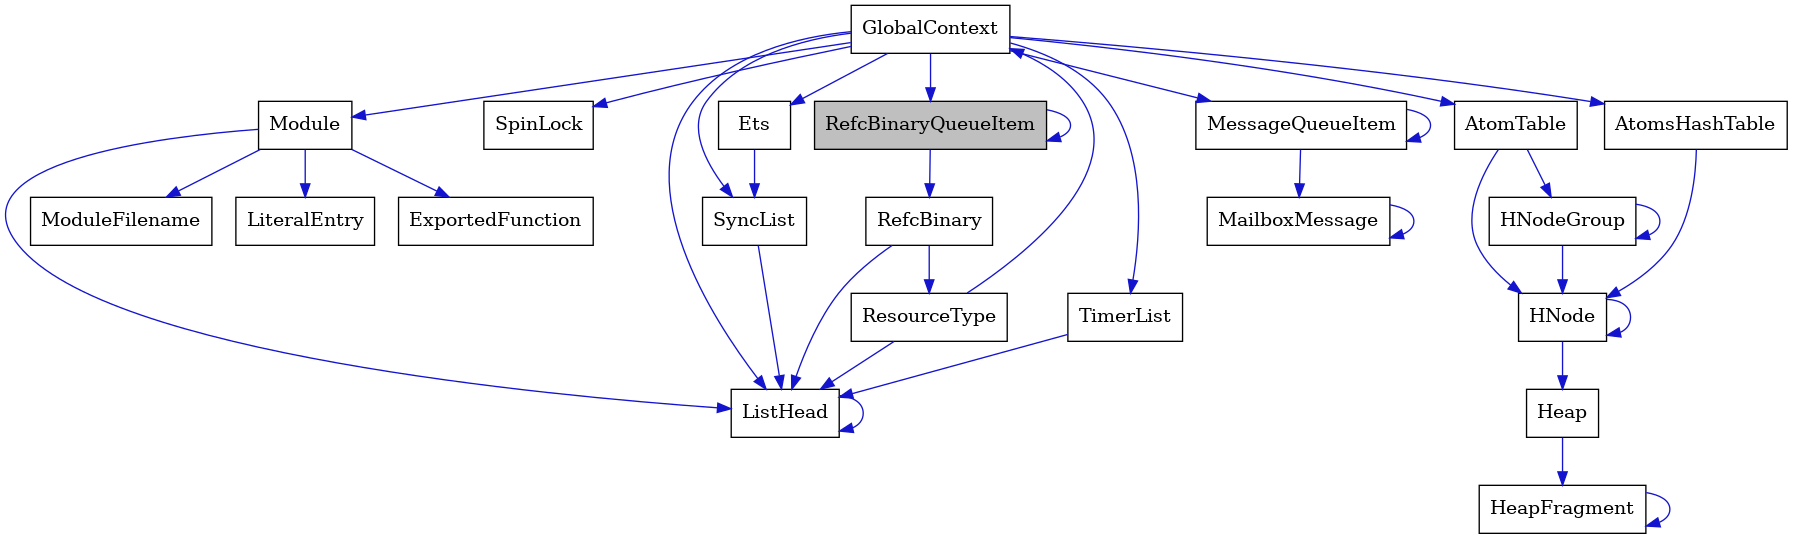 GlobalContext
Module
SpinLock
Ets
RefcBinaryQueueItem
MessageQueueItem
AtomTable
AtomsHashTable
ModuleFilename
LiteralEntry
ExportedFunction
SyncList
RefcBinary
MailboxMessage
HNodeGroup
ResourceType
TimerList
HNode
ListHead
Heap
HeapFragment